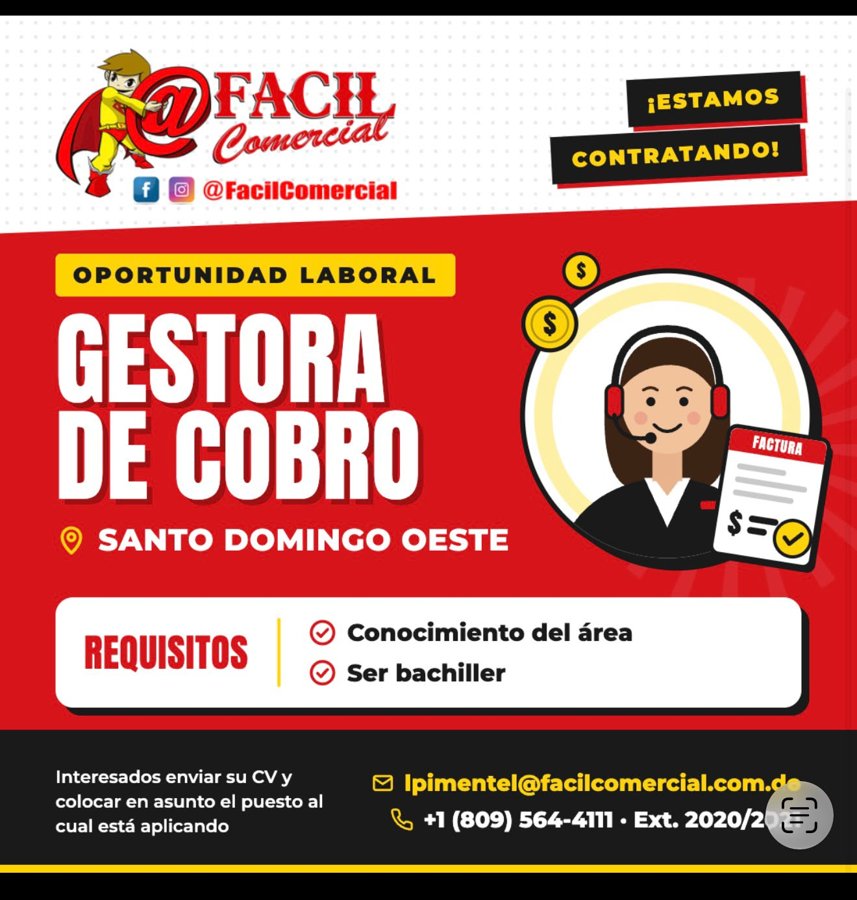 @FACIL
Comercial
@FacilComercial
¡ESTAMOS
CONTRATANDO!
OPORTUNIDAD LABORAL
GESTORA
DE COBRO
SANTO DOMINGO OESTE
FACTURA
$
$
$
REQUISITOS
Conocimiento del área
Ser bachiller
Interesados enviar su CV y
colocar en asunto el puesto al
cual está aplicando
lpimentel@facilcomercial.com.do
+1 (809) 564-4111 • Ext.